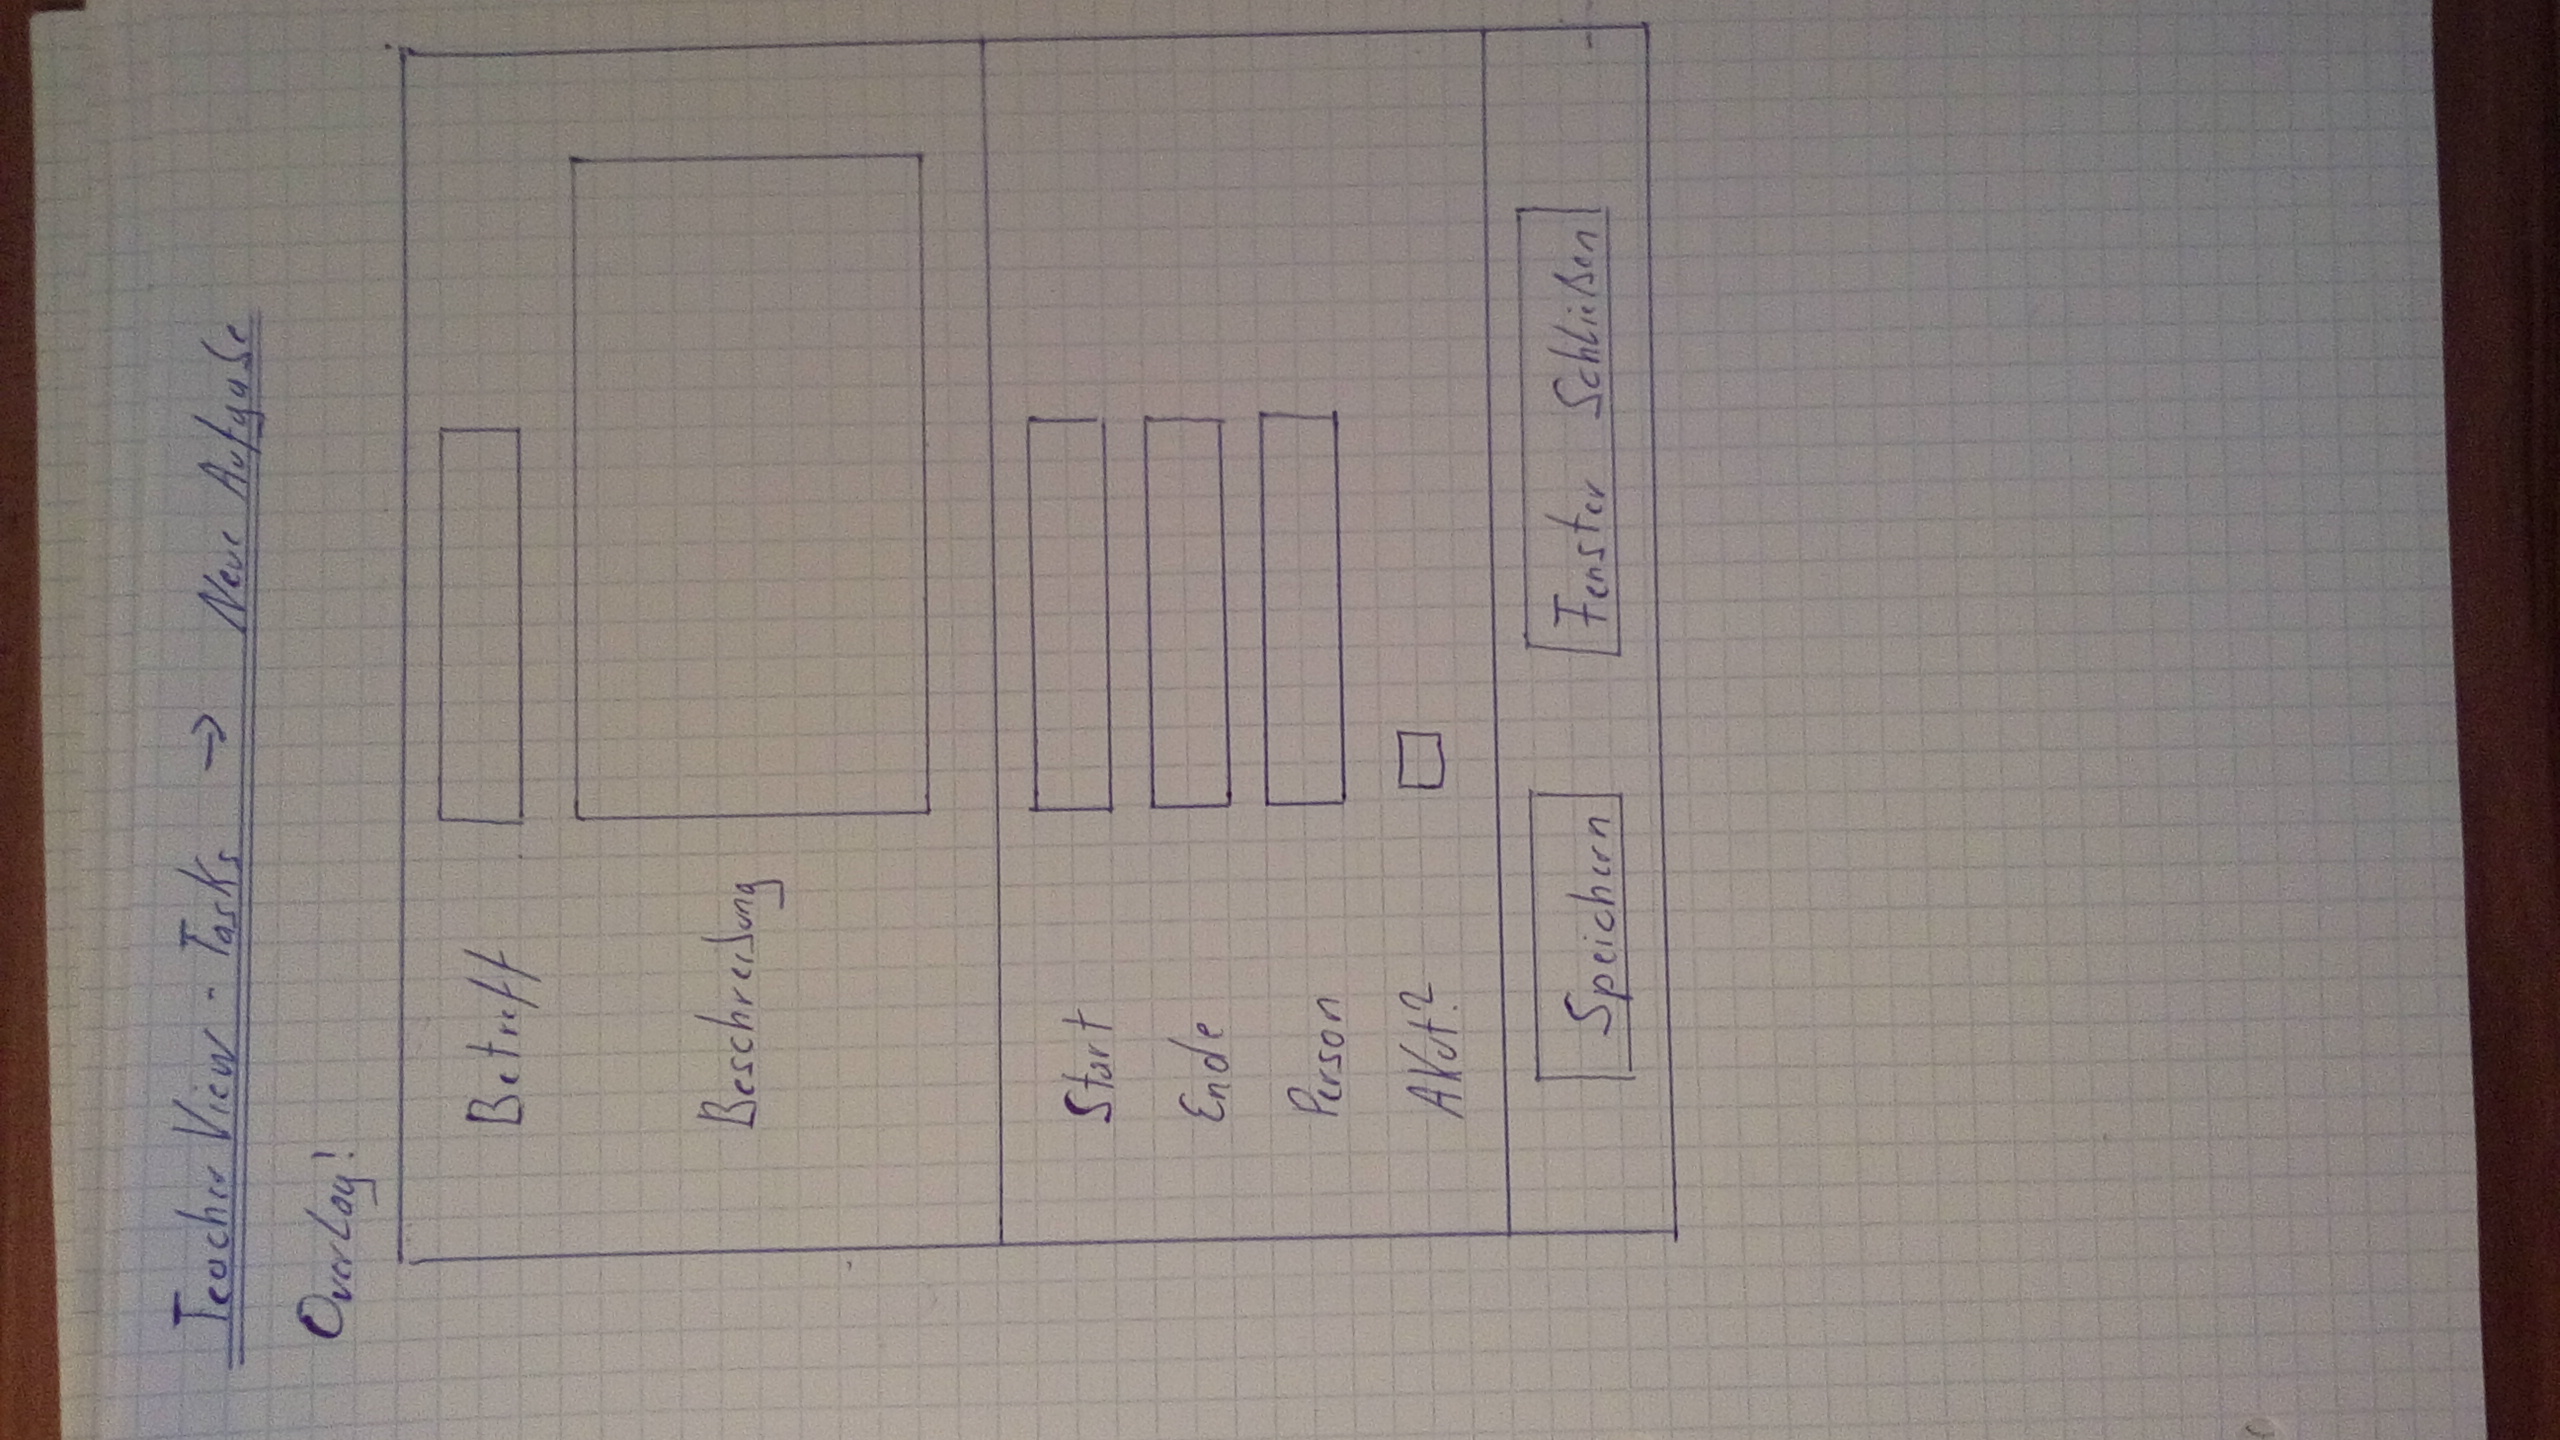 Teacher View - Tasks → Neue Aufgabe
Overlay!
Betreff
Beschreibung
Start
Ende
Person
Akut?
Speichern Fenster Schließen